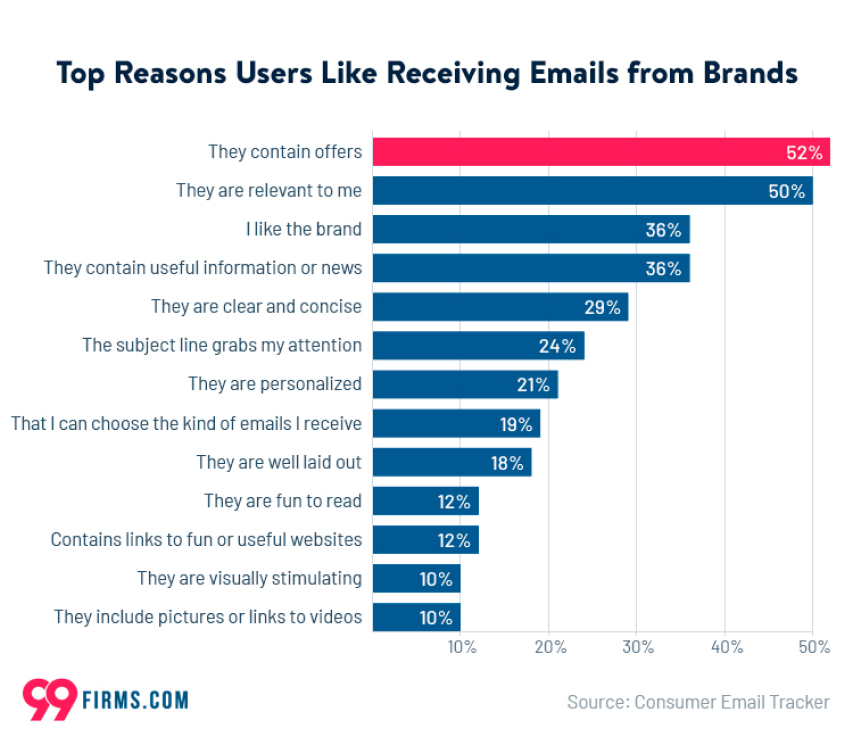 Top Reasons Users Like Receiving Emails from Brands
They contain offers 52%
They are relevant to me 50%
I like the brand 36%
They contain useful information or news 36%
They are clear and concise 29%
The subject line grabs my attention 24%
They are personalized 21%
That I can choose the kind of emails I receive 19%
They are well laid out 18%
They are fun to read 12%
Contains links to fun or useful websites 12%
They are visually stimulating 10%
They include pictures or links to videos 10%
10% 20% 30% 40% 50%
99FIRMS.COM Source: Consumer Email Tracker